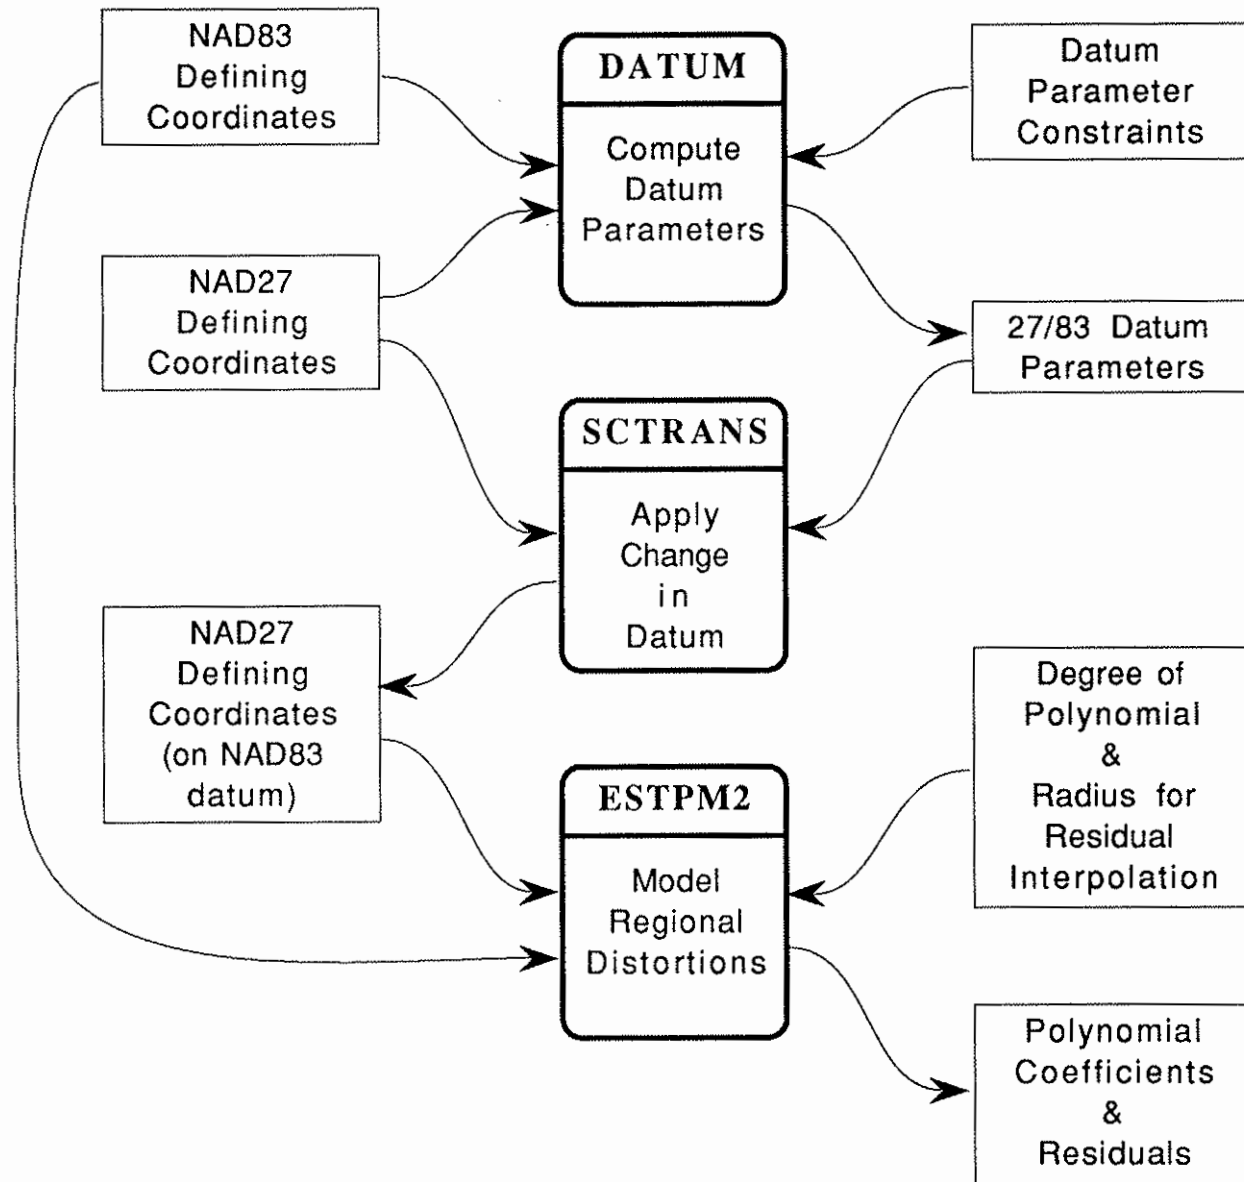 NAD83
Defining
Coordinates
DATUM
Compute
Datum
Parameters
Datum
Parameter
Constraints
NAD27
Defining
Coordinates
27/83 Datum
Parameters
SCTRANS
Apply
Change
in
Datum
NAD27
Defining
Coordinates
(on NAD83
datum)
ESTPM2
Model
Regional
Distortions
Degree of
Polynomial
&
Radius for
Residual
Interpolation
Polynomial
Coefficients
&
Residuals